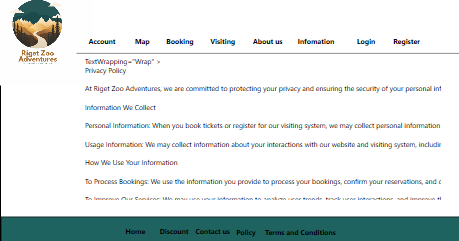 Riget Zoo
Adventures
Account Map Booking Visiting About us Infomation Login Register
TextWrapping="Wrap" >
Privacy Policy
At Riget Zoo Adventures, we are committed to protecting your privacy and ensuring the security of your personal inf
Information We Collect
Personal Information: When you book tickets or register for our visiting system, we may collect personal information
Usage Information: We may collect information about your interactions with our website and visiting system, includin
How We Use Your Information
To Process Bookings: We use the information you provide to process your bookings, confirm your reservations, and c
To Improve Our Services: We may use your information to analyze user trends, track user interactions, and improve t
Home Discount Contact us Policy Terms and Conditions